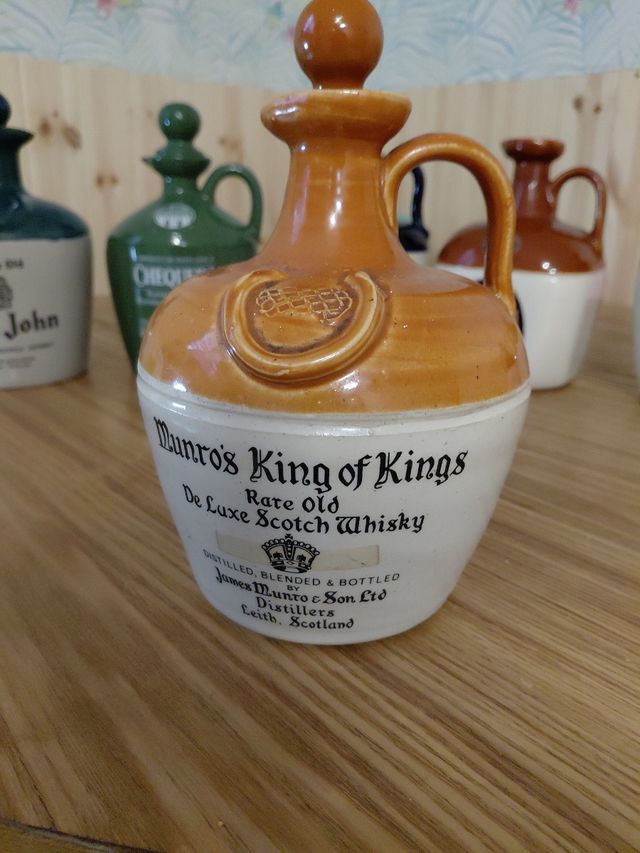 Munro's King of Kings
Rare Old
De Luxe Scotch Whisky
DISTILLED, BLENDED & BOTTLED
BY
James Munro & Son Ltd
Distillers
Leith, Scotland
John